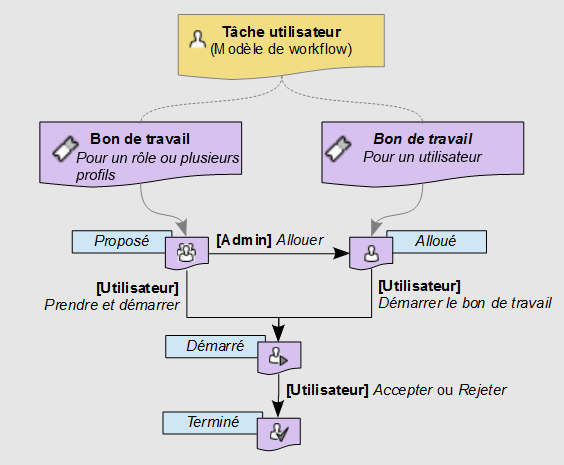 Tâche utilisateur
(Modèle de workflow)
Bon de travail
Pour un rôle ou plusieurs
profils
Bon de travail
Pour un utilisateur
Proposé
[Admin] Allouer
Alloué
[Utilisateur]
Prendre et démarrer
[Utilisateur]
Démarrer le bon de travail
Démarré
[Utilisateur] Accepter ou Rejeter
Terminé